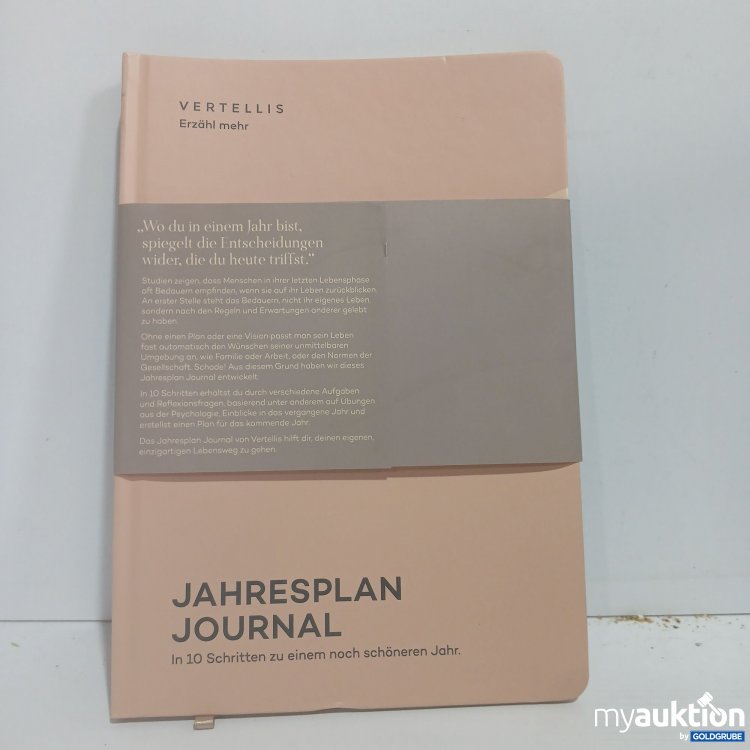 VERTELLIS
Erzähl mehr
„Wo du in einem Jahr bist,
spiegelt die Entscheidungen
wider, die du heute triffst.”
Studien zeigen, dass Menschen in ihrer letzten Lebensphase
oft Bedauern empfinden, wenn sie auf ihr Leben zurückblicken.
An erster Stelle steht das Bedauern, nicht ihr eigenes Leben,
sondern nach den Regeln und Erwartungen anderer gelebt
zu haben.
Ohne einen Plan oder eine Vision passt man sein Leben
fast automatisch den Wünschen seiner unmittelbaren
Umgebung an, wie Familie oder Arbeit, oder den Normen der
Gesellschaft. Schade! Aus diesem Grund haben wir dieses
Jahresplan Journal entwickelt.
In 10 Schritten erhältst du durch verschiedene Aufgaben
und Reflexionsfragen, basierend unter anderem auf Übungen
aus der Psychologie, Einblicke in das vergangene Jahr und
erstellst einen Plan für das kommende Jahr.
Das Jahresplan Journal von Vertellis hilft dir, deinen eigenen,
einzigartigen Lebensweg zu gehen.
JAHRESPLAN
JOURNAL
In 10 Schritten zu einem noch schöneren Jahr.
myauktion
by GOLDGRUBE